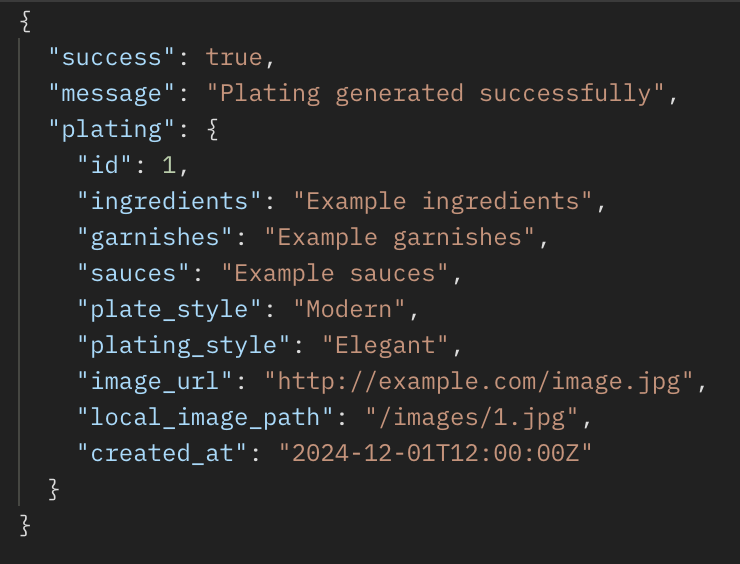 {
  "success": true,
  "message": "Plating generated successfully",
  "plating": {
    "id": 1,
    "ingredients": "Example ingredients",
    "garnishes": "Example garnishes",
    "sauces": "Example sauces",
    "plate_style": "Modern",
    "plating_style": "Elegant",
    "image_url": "http://example.com/image.jpg",
    "local_image_path": "/images/1.jpg",
    "created_at": "2024-12-01T12:00:00Z"
  }
}